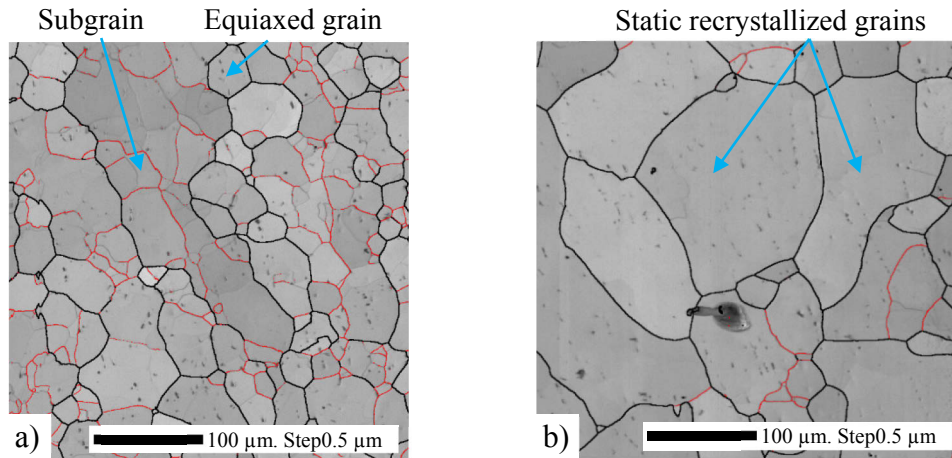 Subgrain Equiaxed grain
Static recrystallized grains
a) 100 µm. Step0.5 µm
b) 100 µm. Step0.5 µm